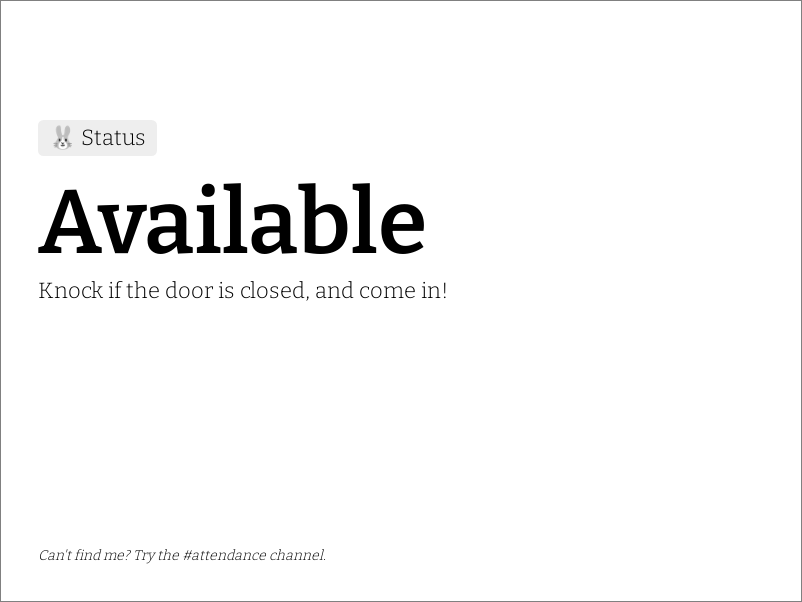 🐰 Status
Available
Knock if the door is closed, and come in!
Can't find me? Try the #attendance channel.